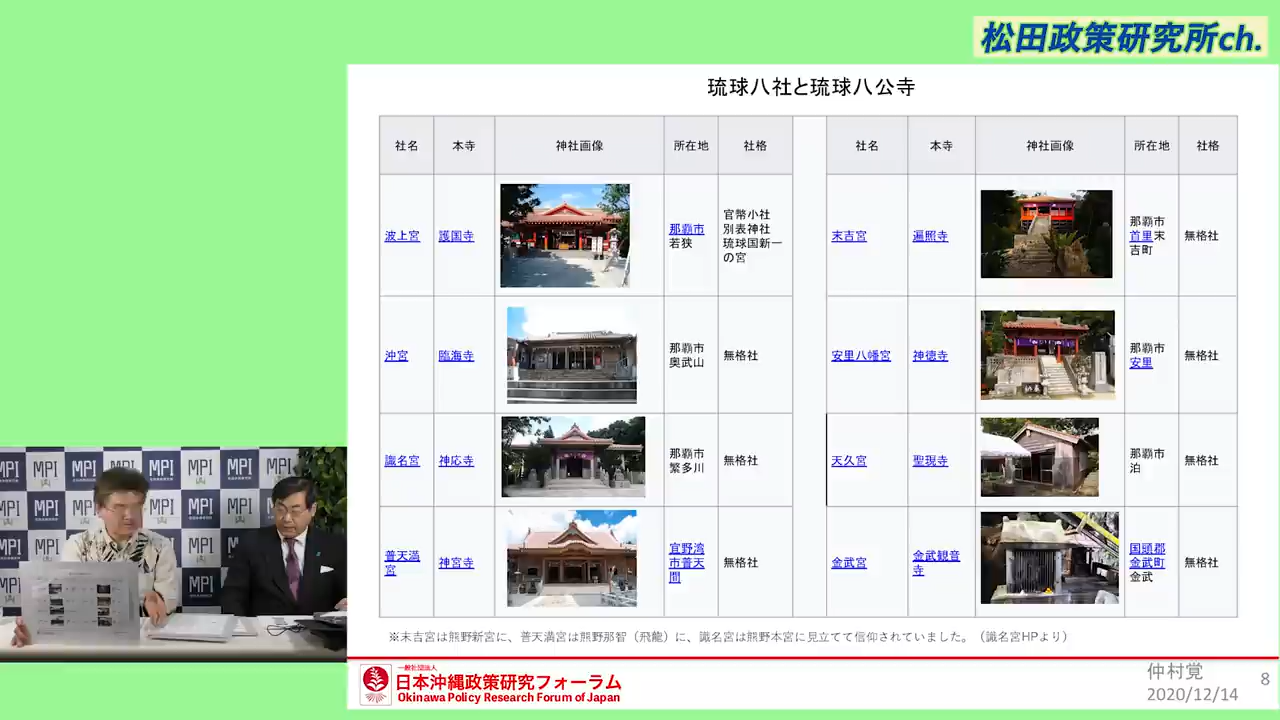 松田政策研究所ch.
琉球八社と琉球八公寺
社名 本寺 神社画像 所在地 社格
社名 本寺 神社画像 所在地 社格
波上宮 護国寺
那覇市
若狭
官幣小社
別表神社
琉球国新一
の宮
末吉宮 遍照寺
那覇市
首里末
吉町
無格社
沖宮 臨海寺
那覇市
奥武山
無格社
安里八幡宮 神徳寺
那覇市
安里
無格社
識名宮 神応寺
那覇市
繁多川
無格社
天久宮 聖現寺
那覇市
泊
無格社
普天満
宮
神宮寺
宜野湾
市普天
間
無格社
金武宮
金武観音
寺
国頭郡
金武町
金武
無格社
※末吉宮は熊野新宮に、普天満宮は熊野那智（飛龍）に、識名宮は熊野本宮に見立てて信仰されていました。（識名宮HPより）
一般社団法人
日本沖縄政策研究フォーラム
Okinawa Policy Research Forum of Japan
仲村覚
2020/12/14
8
MPI MPI MPI MPI MPI MPI
MPI MPI MPI
MPI MPI
MPI